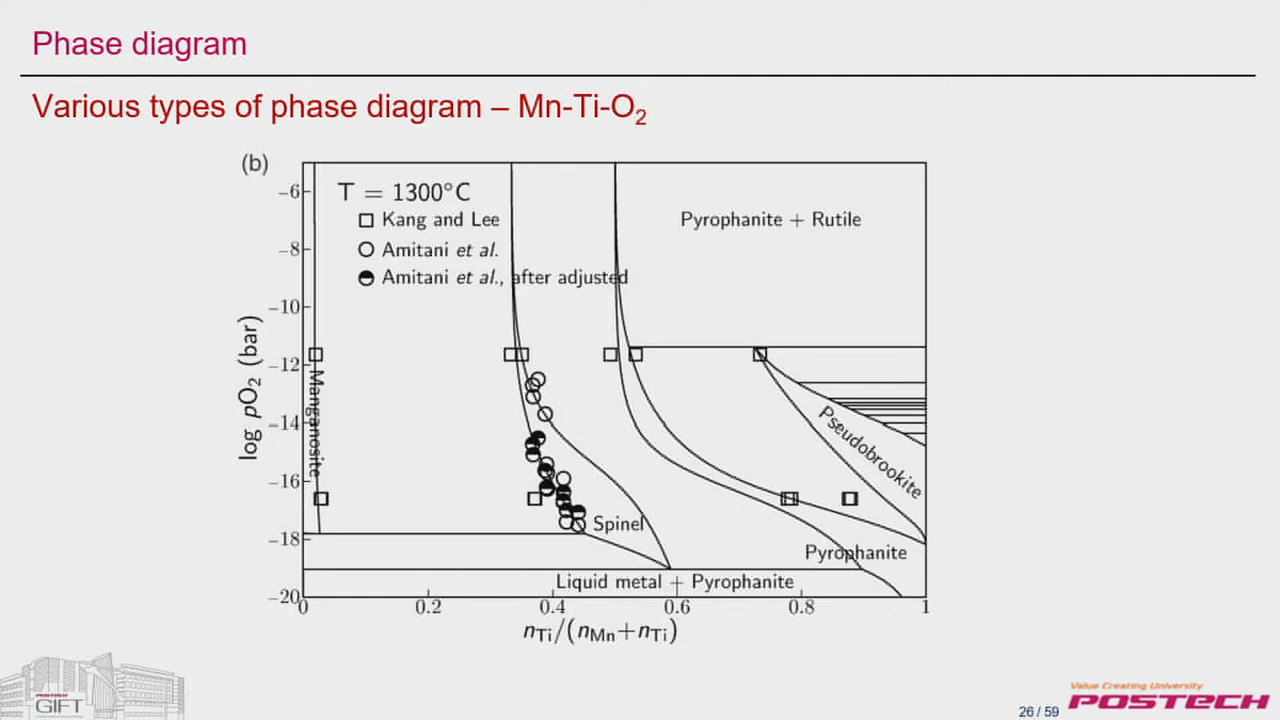 Phase diagram
Various types of phase diagram – Mn-Ti-O₂
(b)
T = 1300°C
Kang and Lee
Amitani et al.
Amitani et al., after adjusted
Pyrophanite + Rutile
Manganosite
Pseudobrookite
Spinel
Pyrophanite
Liquid metal + Pyrophanite
log pO₂ (bar)
−6
−8
−10
−12
−14
−16
−18
−20
0 0.2 0.4 0.6 0.8 1
nTi/(nMn+nTi)
POSTECH
GIFT
26 / 59
Value Creating University
POSTECH